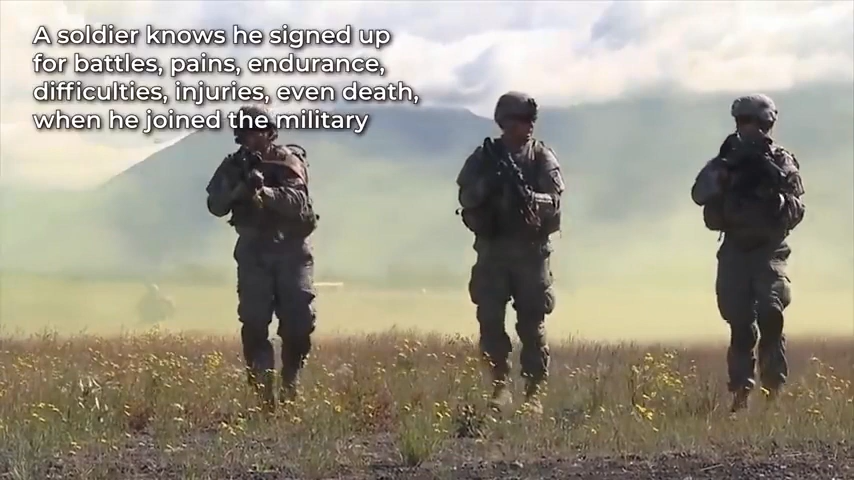 A soldier knows he signed up
for battles, pains, endurance,
difficulties, injuries, even death,
when he joined the military